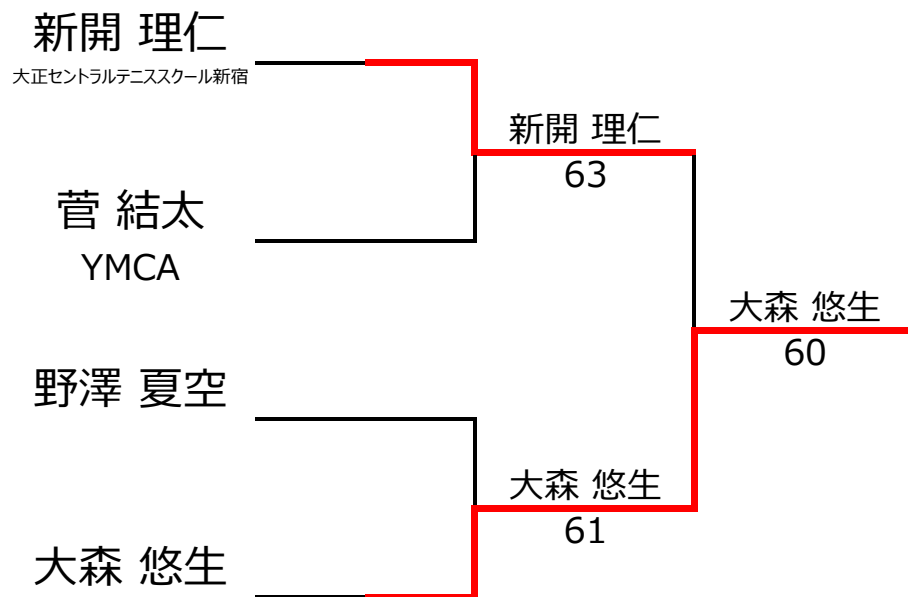 新開 理仁
大正セントラルテニススクール新宿
新開 理仁
63
菅 結太
YMCA
大森 悠生
60
野澤 夏空
大森 悠生
61
大森 悠生